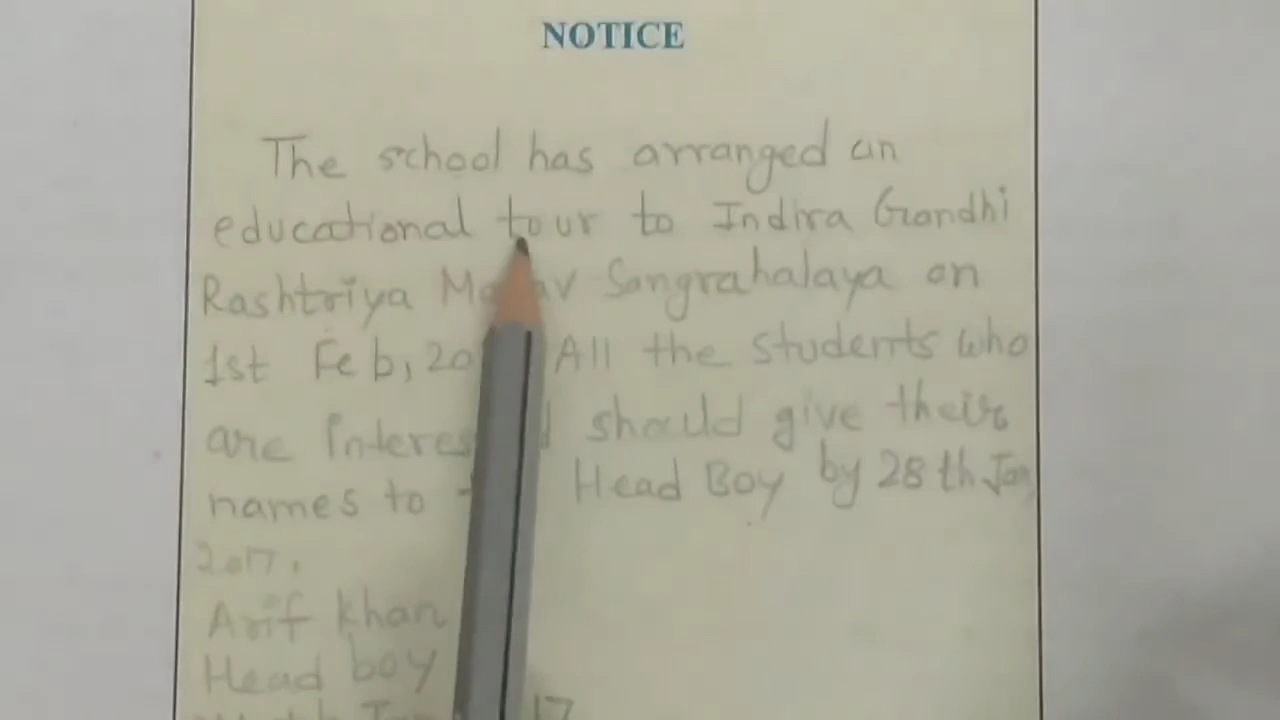 NOTICE
The school has arranged an
educational tour to Indira Gandhi
Rashtriya Sangrahalaya on
1st Feb, All the students who
are should give their
names to Head Boy by 28th Jan
2017.
Arif Khan
Head boy
17